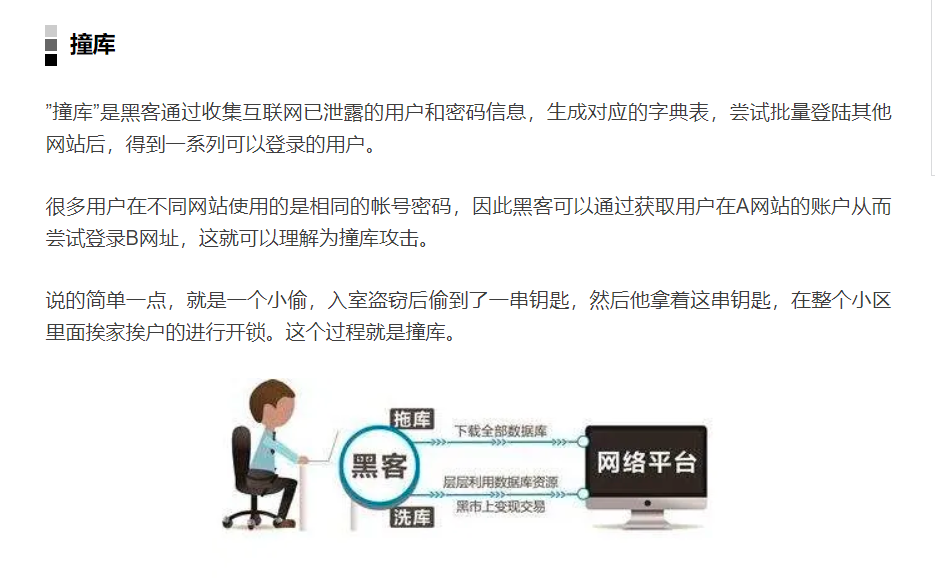 撞库
”撞库”是黑客通过收集互联网已泄露的用户和密码信息，生成对应的字典表，尝试批量登陆其他
网站后，得到一系列可以登录的用户。
很多用户在不同网站使用的是相同的帐号密码，因此黑客可以通过获取用户在A网站的账户从而
尝试登录B网址，这就可以理解为撞库攻击。
说的简单一点，就是一个小偷，入室盗窃后偷到了一串钥匙，然后他拿着这串钥匙，在整个小区
里面挨家挨户的进行开锁。这个过程就是撞库。
拖库
下载全部数据库
黑客
网络平台
层层利用数据库资源
洗库
黑市上变现交易